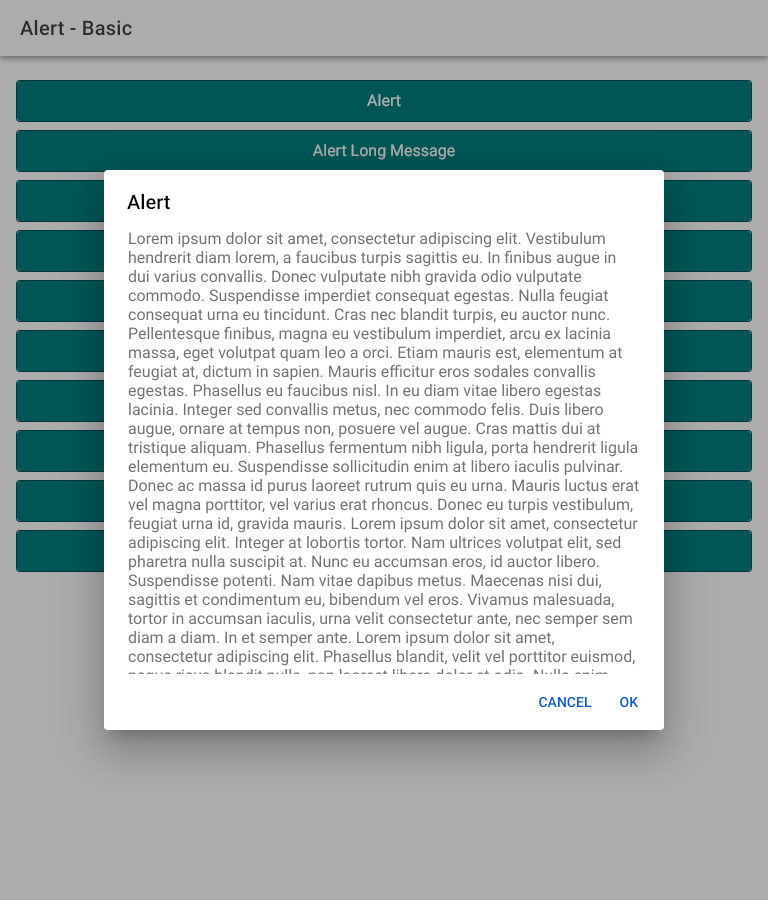 Alert - Basic
Alert
Alert Long Message
Alert
Lorem ipsum dolor sit amet, consectetur adipiscing elit. Vestibulum
hendrerit diam lorem, a faucibus turpis sagittis eu. In finibus augue in
dui varius convallis. Donec vulputate nibh gravida odio vulputate
commodo. Suspendisse imperdiet consequat egestas. Nulla feugiat
consequat urna eu tincidunt. Cras nec blandit turpis, eu auctor nunc.
Pellentesque finibus, magna eu vestibulum imperdiet, arcu ex lacinia
massa, eget volutpat quam leo a orci. Etiam mauris est, elementum at
feugiat at, dictum in sapien. Mauris efficitur eros sodales convallis
egestas. Phasellus eu faucibus nisl. In eu diam vitae libero egestas
lacinia. Integer sed convallis metus, nec commodo felis. Duis libero
augue, ornare at tempus non, posuere vel augue. Cras mattis dui at
tristique aliquam. Phasellus fermentum nibh ligula, porta hendrerit ligula
elementum eu. Suspendisse sollicitudin enim at libero iaculis pulvinar.
Donec ac massa id purus laoreet rutrum quis eu urna. Mauris luctus erat
vel magna porttitor, vel varius erat rhoncus. Donec eu turpis vestibulum,
feugiat urna id, gravida mauris. Lorem ipsum dolor sit amet, consectetur
adipiscing elit. Integer at lobortis tortor. Nam ultrices volutpat elit, sed
pharetra nulla suscipit at. Nunc eu accumsan eros, id auctor libero.
Suspendisse potenti. Nam vitae dapibus metus. Maecenas nisi dui,
sagittis et condimentum eu, bibendum vel eros. Vivamus malesuada,
tortor in accumsan iaculis, urna velit consectetur ante, nec semper sem
diam a diam. In et semper ante. Lorem ipsum dolor sit amet,
consectetur adipiscing elit. Phasellus blandit, velit vel porttitor euismod,
CANCEL
OK